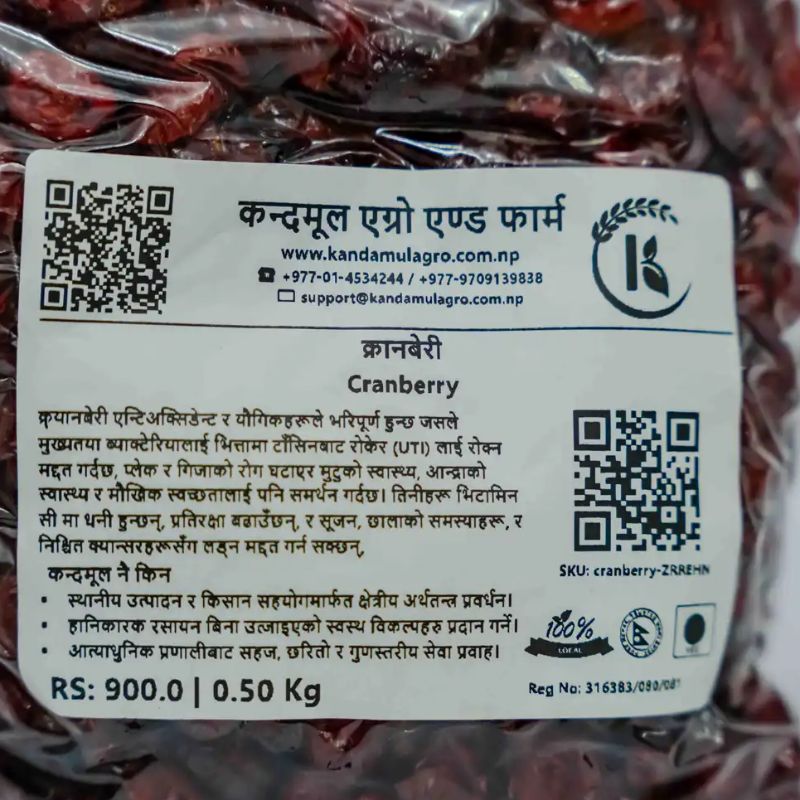 कन्दमूल एग्रो एण्ड फार्म
www.kandamulagro.com.np
+977-01-4534244 / +977-9709139838
support@kandamulagro.com.np
क्रानबेरी
Cranberry
क्र्यानबेरी एन्टिअक्सिडेन्ट र यौगिकहरूले भरिपूर्ण हुन्छ जसले
मुख्यतया ब्याक्टेरियालाई भित्तामा टाँसिनबाट रोकेर (UTI) लाई रोक्न
मद्दत गर्दछ, प्लेक र गिजाको रोग घटाएर मुटुको स्वास्थ्य, आन्द्राको
स्वास्थ्य र मौखिक स्वच्छतालाई पनि समर्थन गर्दछ। तिनीहरू भिटामिन
सी मा धनी हुन्छन्, प्रतिरक्षा बढाउँछन्, र सूजन, छालाको समस्याहरू, र
निश्चित क्यान्सरहरूसँग लड्न मद्दत गर्न सक्छन्,
कन्दमूल नै किन
• स्थानीय उत्पादन र किसान सहयोगमार्फत क्षेत्रीय अर्थतन्त्र प्रवर्धन।
• हानिकारक रसायन बिना उत्जाइएको स्वस्थ विकल्पहरु प्रदान गर्ने।
• आत्याधुनिक प्रणालीबाट सहज, छरितो र गुणस्तरीय सेवा प्रवाह।
RS: 900.0 | 0.50 Kg
SKU: cranberry-ZRREHN
100%
LOCAL
VEG
Reg No: 316383/080/081